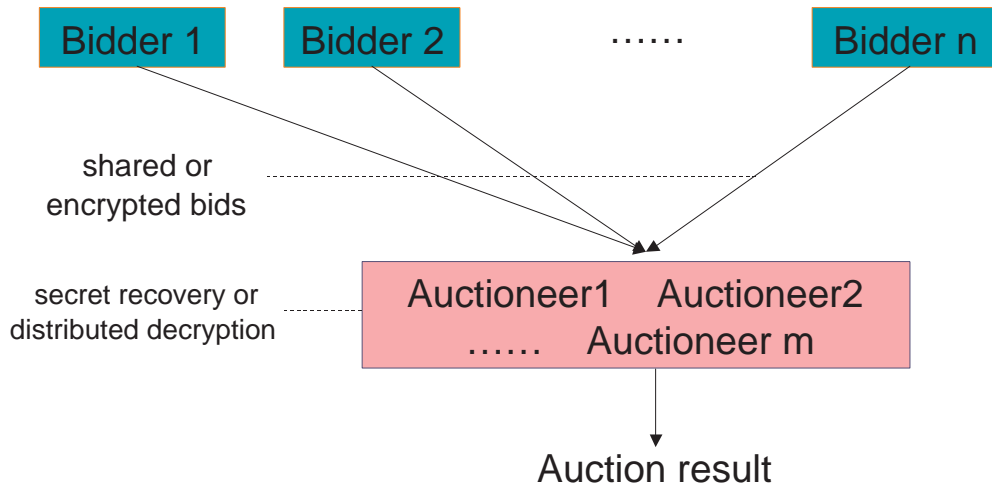 Bidder 1
Bidder 2
......
Bidder n
shared or
encrypted bids
secret recovery or
distributed decryption
Auctioneer1 Auctioneer2
...... Auctioneer m
Auction result